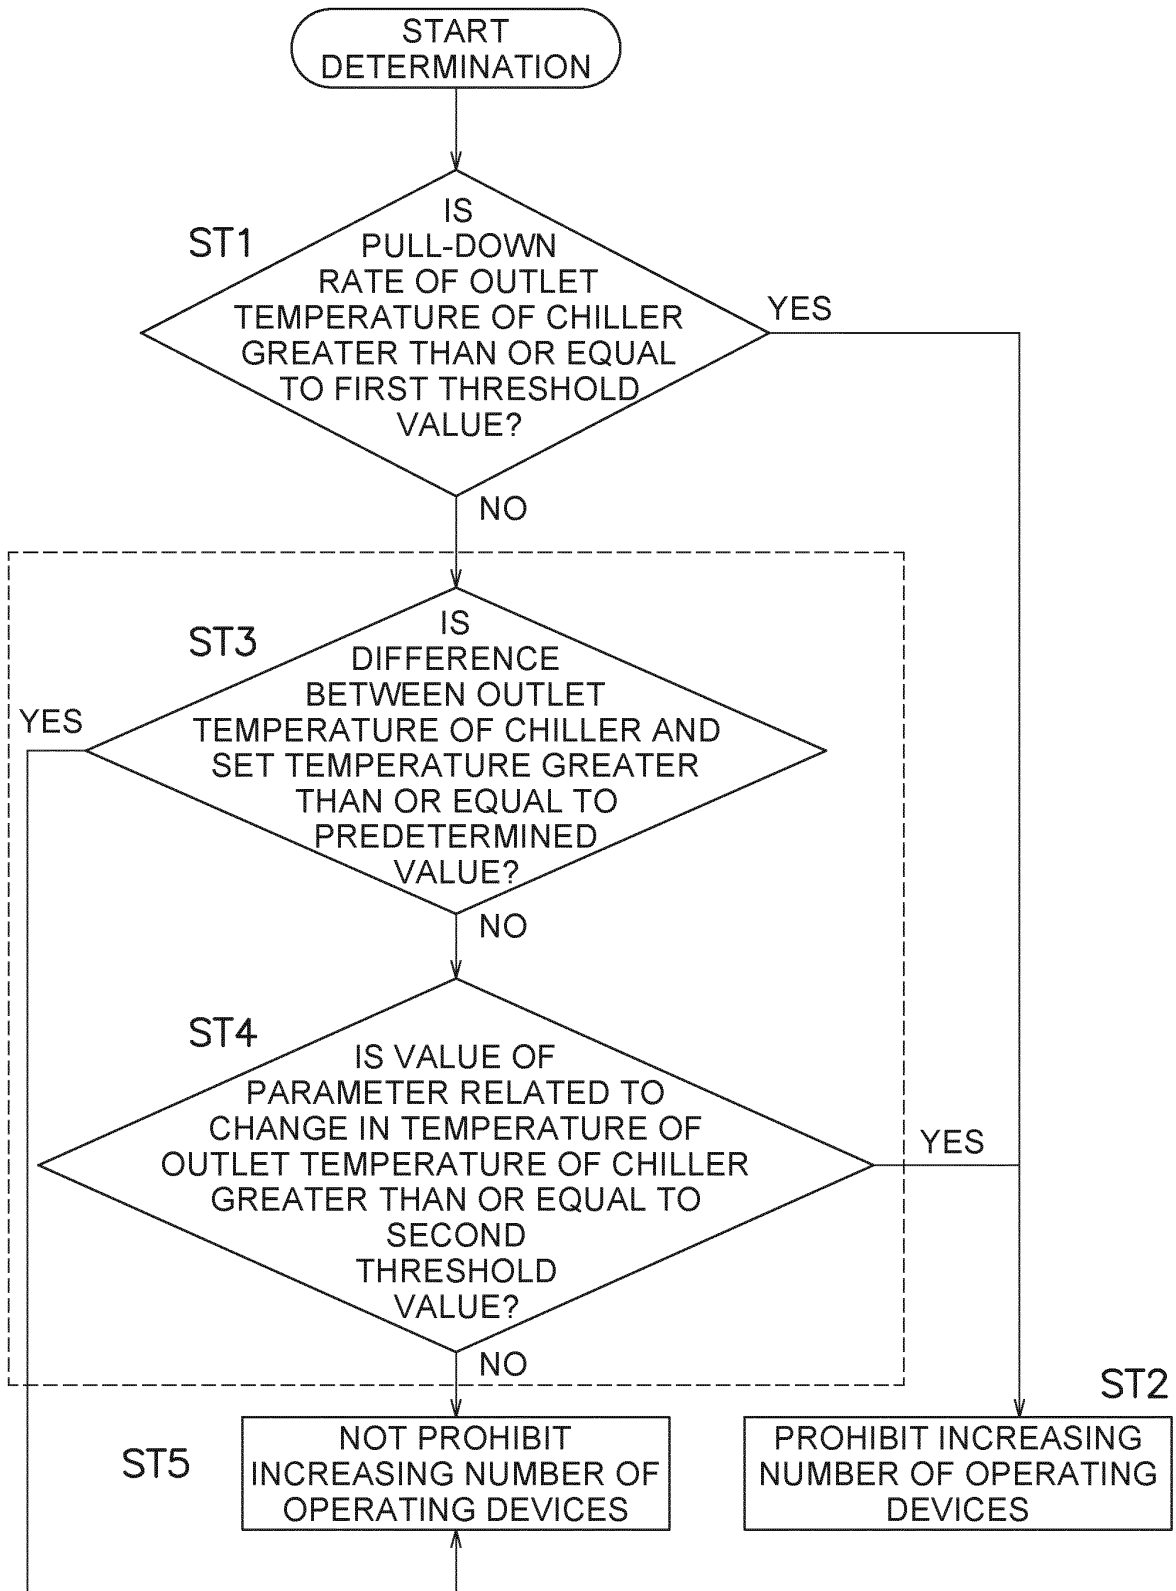 START
DETERMINATION
ST1
IS
PULL-DOWN
RATE OF OUTLET
TEMPERATURE OF CHILLER
GREATER THAN OR EQUAL
TO FIRST THRESHOLD
VALUE?
YES
NO
ST3
IS
DIFFERENCE
BETWEEN OUTLET
TEMPERATURE OF CHILLER AND
SET TEMPERATURE GREATER
THAN OR EQUAL TO
PREDETERMINED
VALUE?
YES
NO
ST4
IS VALUE OF
PARAMETER RELATED TO
CHANGE IN TEMPERATURE OF
OUTLET TEMPERATURE OF CHILLER
GREATER THAN OR EQUAL TO
SECOND
THRESHOLD
VALUE?
YES
NO
ST5
NOT PROHIBIT
INCREASING NUMBER OF
OPERATING DEVICES
ST2
PROHIBIT INCREASING
NUMBER OF OPERATING
DEVICES